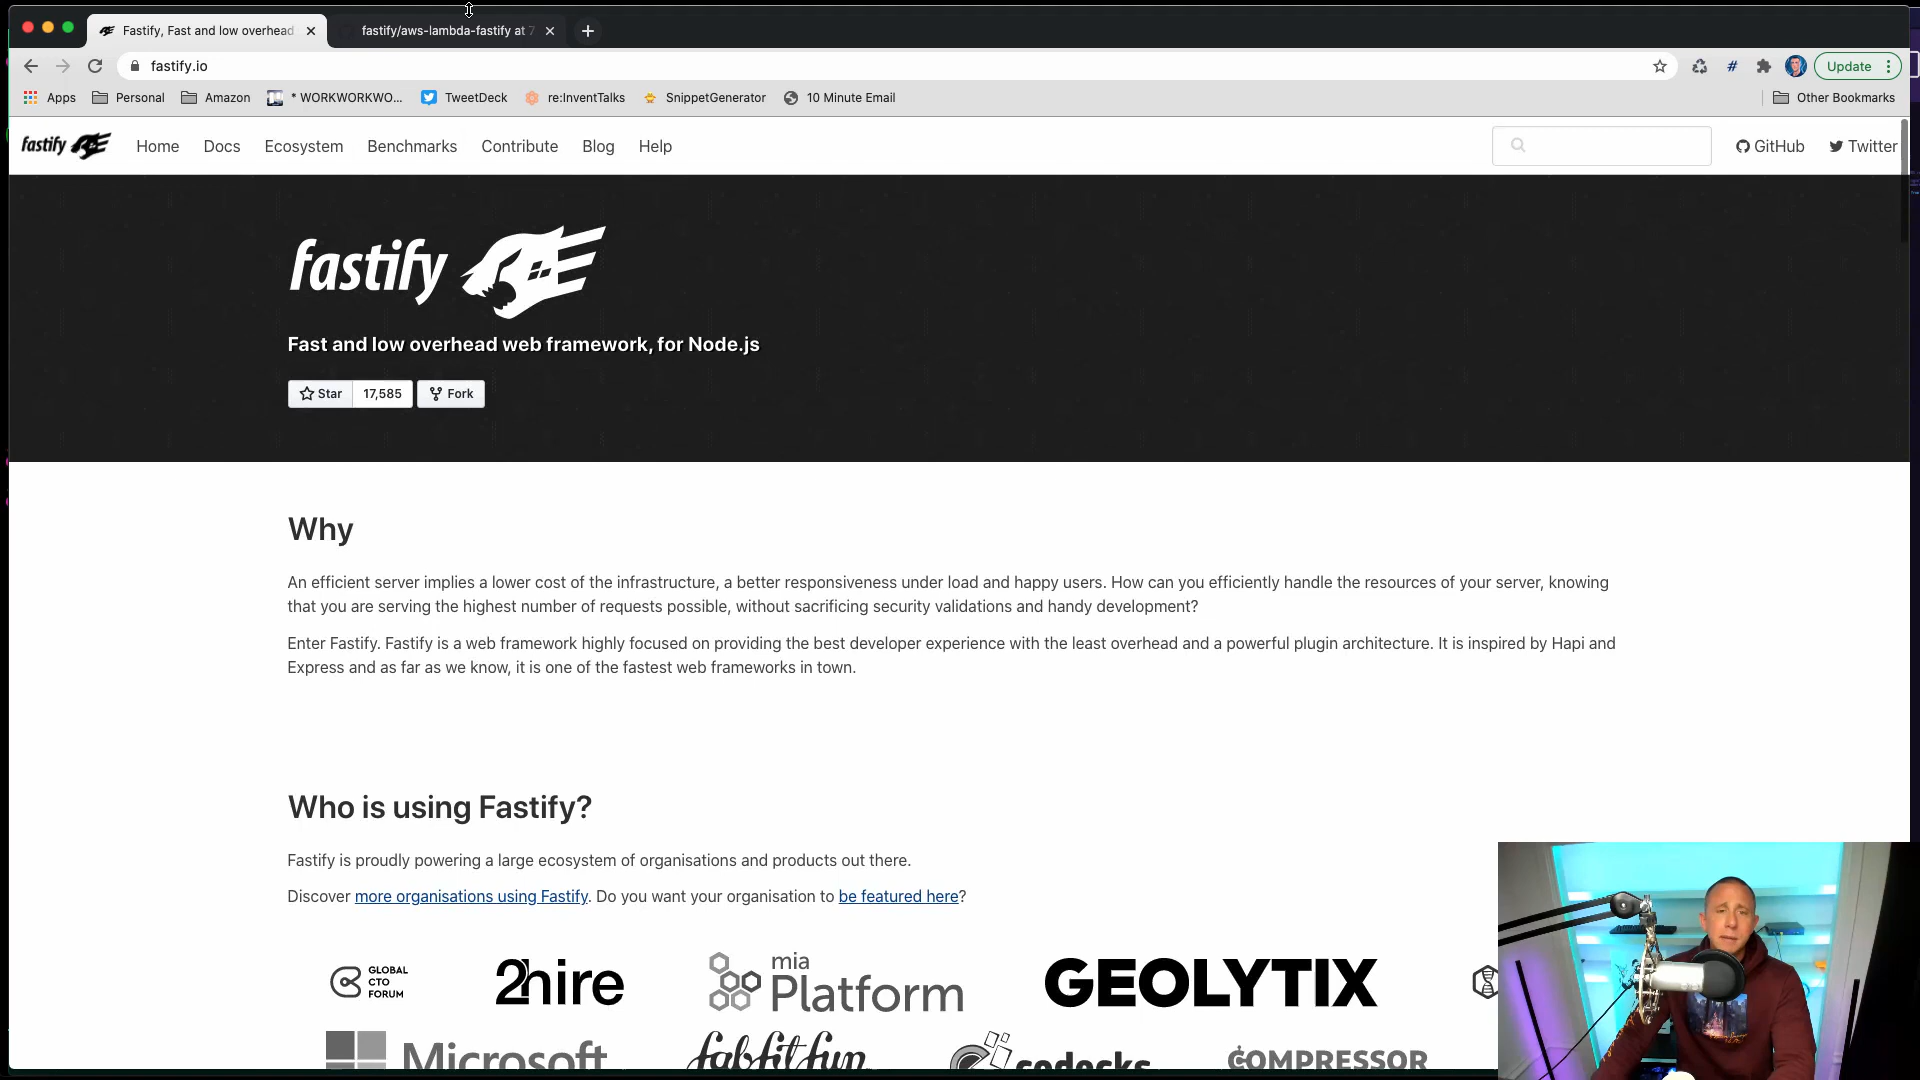 Fastify, Fast and low overhead
fastify/aws-lambda-fastify at 7
fastify.io
Update
Apps
Personal
Amazon
* WORKWORKWO...
TweetDeck
re:InventTalks
SnippetGenerator
10 Minute Email
Other Bookmarks
fastify
Home
Docs
Ecosystem
Benchmarks
Contribute
Blog
Help
GitHub
Twitter
fastify
Fast and low overhead web framework, for Node.js
Star
17,585
Fork
Why
An efficient server implies a lower cost of the infrastructure, a better responsiveness under load and happy users. How can you efficiently handle the resources of your server, knowing
that you are serving the highest number of requests possible, without sacrificing security validations and handy development?
Enter Fastify. Fastify is a web framework highly focused on providing the best developer experience with the least overhead and a powerful plugin architecture. It is inspired by Hapi and
Express and as far as we know, it is one of the fastest web frameworks in town.
Who is using Fastify?
Fastify is proudly powering a large ecosystem of organisations and products out there.
Discover more organisations using Fastify. Do you want your organisation to be featured here?
GLOBAL
CTO
FORUM
2hire
mia
Platform
GEOLYTIX
Microsoft
fabfitfun
codecks
COMPRESSOR